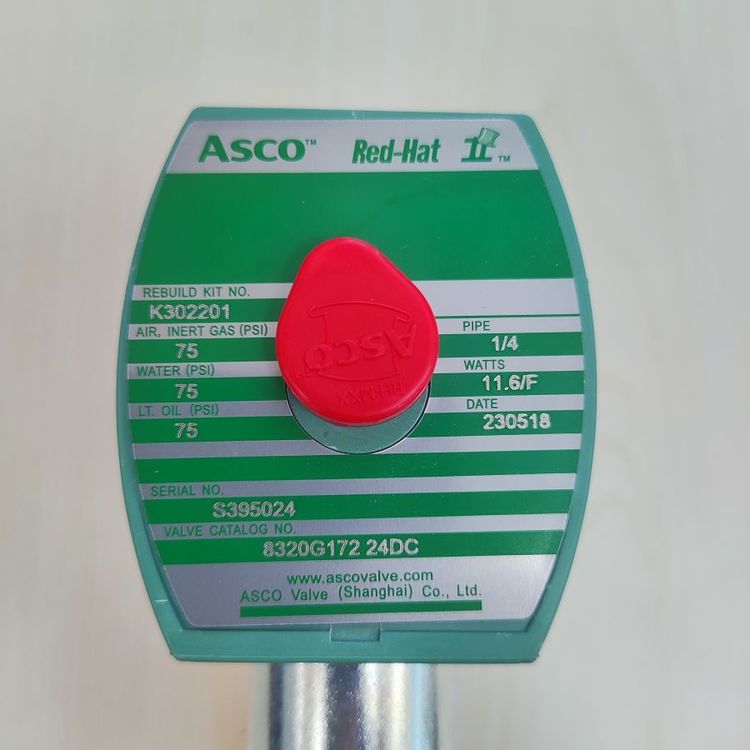 ASCO™ Red-Hat II™
REBUILD KIT NO.
K302201
AIR, INERT GAS (PSI)
75
WATER (PSI)
75
LT. OIL (PSI)
75
PIPE
1/4
WATTS
11.6/F
DATE
230518
ASCO™
SERIAL NO.
S395024
VALVE CATALOG NO.
8320G172 24DC
www.ascovalve.com
ASCO Valve (Shanghai) Co., Ltd.